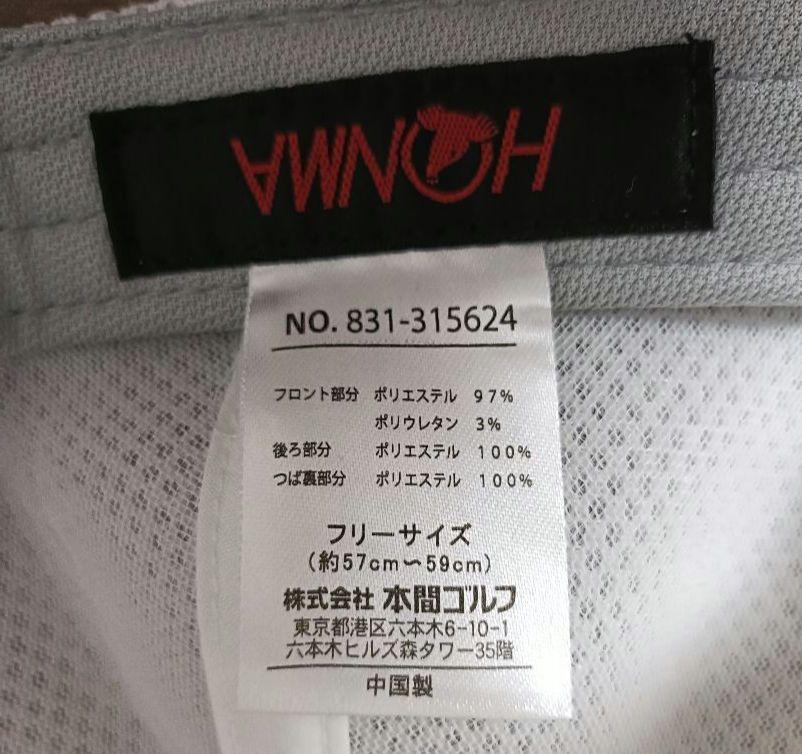 HONMA
NO. 831-315624
フロント部分 ポリエステル 97%
ポリウレタン 3%
後ろ部分 ポリエステル 100%
つば裏部分 ポリエステル 100%
フリーサイズ
(約57cm〜59cm)
株式会社 本間ゴルフ
東京都港区六本木6-10-1
六本木ヒルズ森タワー35階
中国製